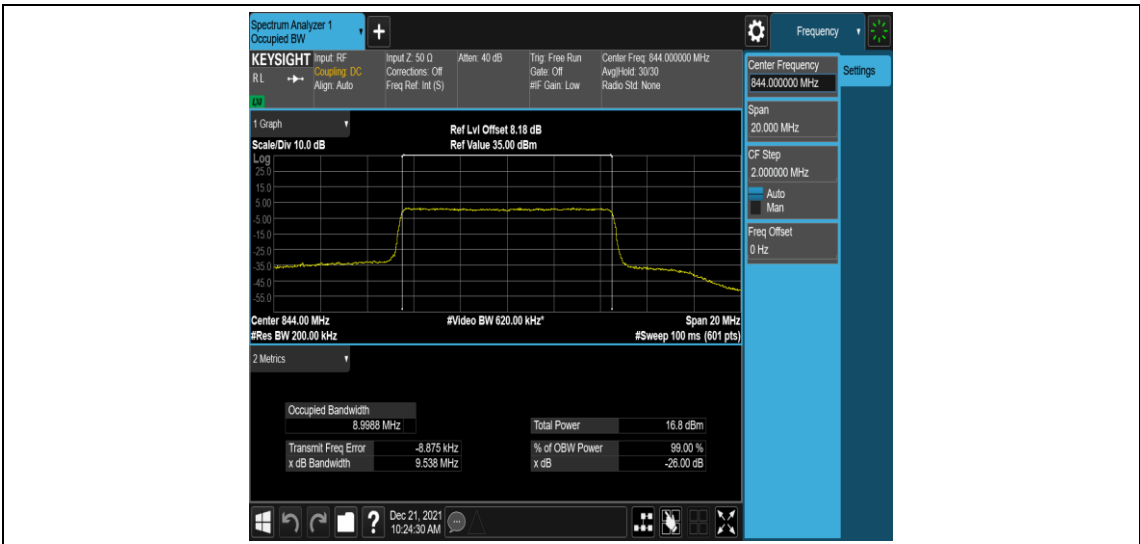 Spectrum Analyzer 1
Occupied BW
+
Frequency
KEYSIGHT
RL
LNI
Input: RF
Coupling: DC
Align: Auto
Input Z: 50 Ω
Corrections: Off
Freq Ref: Int (S)
Atten: 40 dB
Trig: Free Run
Gate: Off
#IF Gain: Low
Center Freq: 844.000000 MHz
Avg|Hold: 30/30
Radio Std: None
Center Frequency
844.000000 MHz
Settings
Span
20.000 MHz
CF Step
2.000000 MHz
Auto
Man
Freq Offset
0 Hz
1 Graph
Scale/Div 10.0 dB
Ref Lvl Offset 8.18 dB
Ref Value 35.00 dBm
Log
25.0
15.0
5.00
-5.00
-15.0
-25.0
-35.0
-45.0
-55.0
Center 844.00 MHz
#Video BW 620.00 kHz*
Span 20 MHz
#Res BW 200.00 kHz
#Sweep 100 ms (601 pts)
2 Metrics
Occupied Bandwidth
8.9988 MHz
Total Power 16.8 dBm
Transmit Freq Error -8.875 kHz
% of OBW Power 99.00 %
x dB Bandwidth 9.538 MHz
x dB -26.00 dB
?
Dec 21, 2021
10:24:30 AM